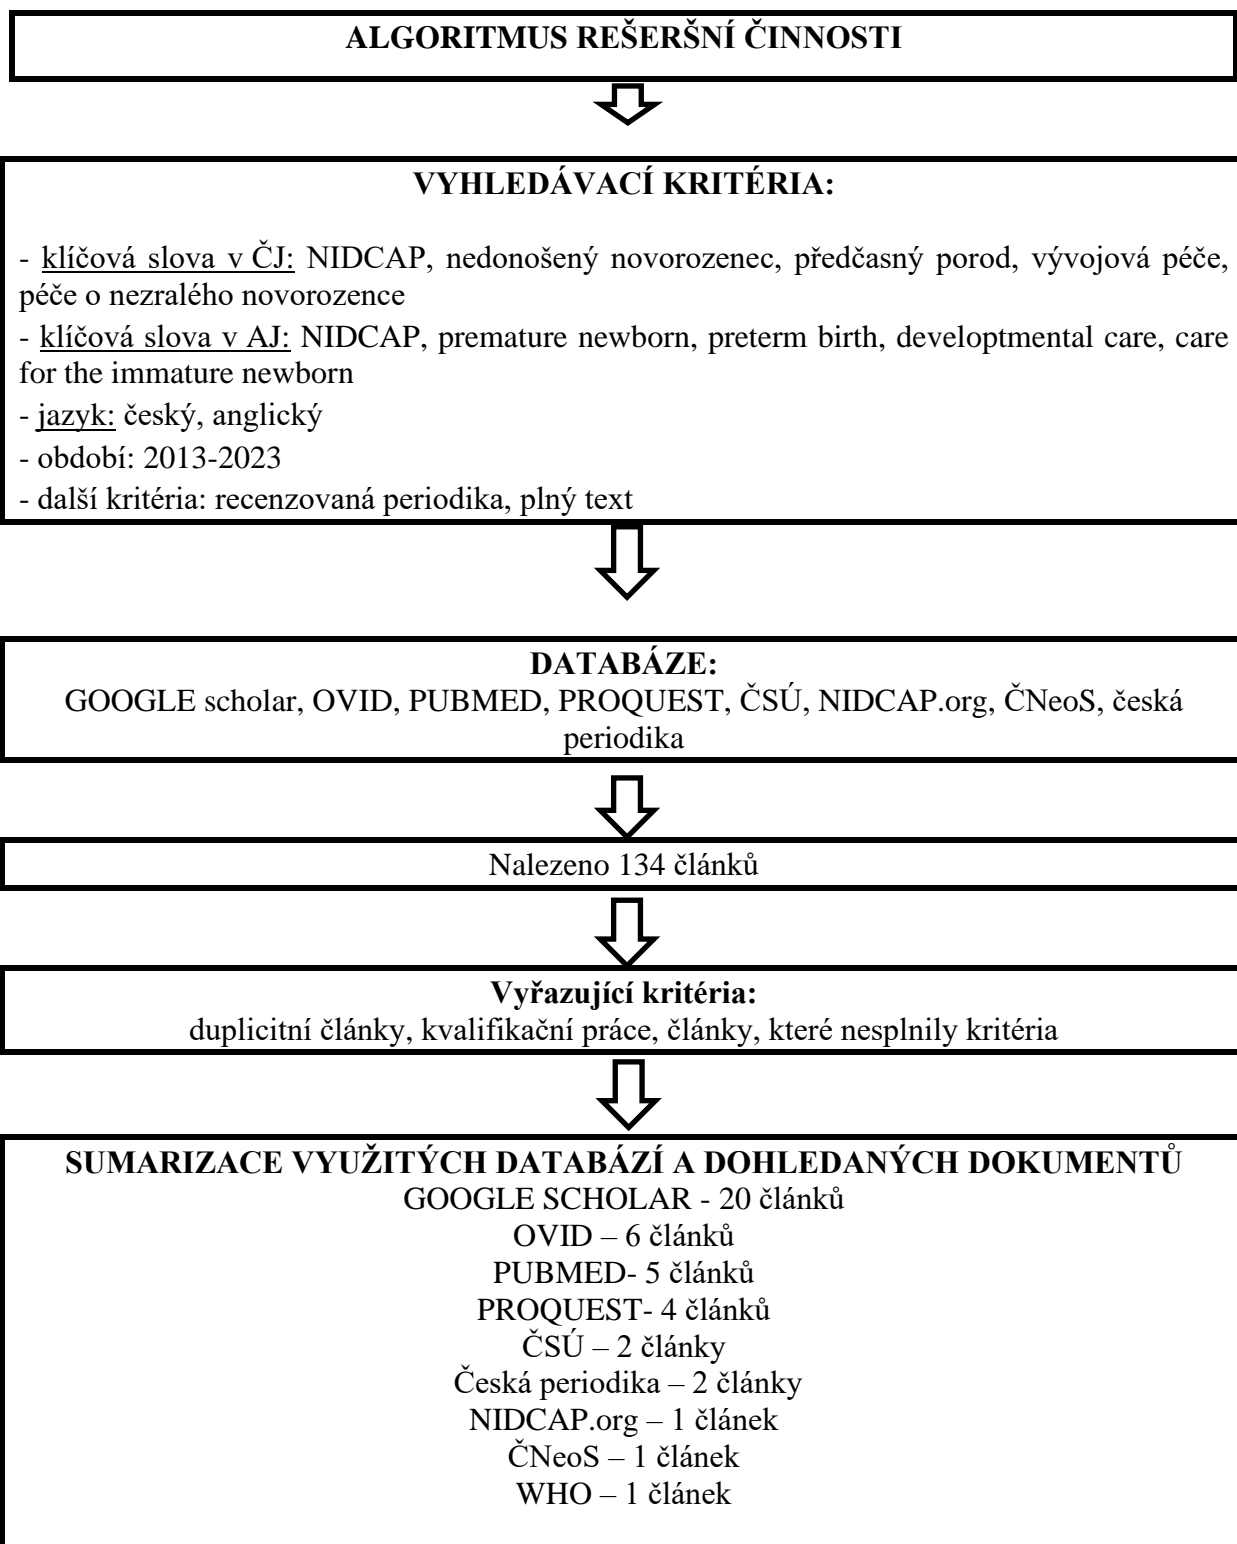 ALGORITMUS REŠERŠNÍ ČINNOSTI
VYHLEDÁVACÍ KRITÉRIA:
- klíčová slova v ČJ: NIDCAP, nedonošený novorozenec, předčasný porod, vývojová péče,
péče o nezralého novorozence
- klíčová slova v AJ: NIDCAP, premature newborn, preterm birth, developtmental care, care
for the immature newborn
- jazyk: český, anglický
- období: 2013-2023
- další kritéria: recenzovaná periodika, plný text
DATABÁZE:
GOOGLE scholar, OVID, PUBMED, PROQUEST, ČSÚ, NIDCAP.org, ČNeoS, česká
periodika
Nalezeno 134 článků
Vyřazující kritéria:
duplicitní články, kvalifikační práce, články, které nesplnily kritéria
SUMARIZACE VYUŽITÝCH DATABÁZÍ A DOHLEDANÝCH DOKUMENTŮ
GOOGLE SCHOLAR - 20 článků
OVID – 6 článků
PUBMED- 5 článků
PROQUEST- 4 článků
ČSÚ – 2 články
Česká periodika – 2 články
NIDCAP.org – 1 článek
ČNeoS – 1 článek
WHO – 1 článek